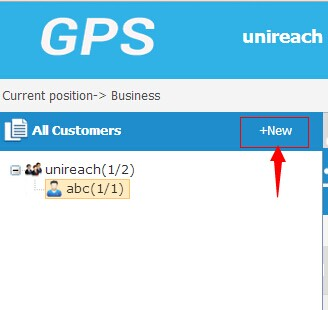 GPS
unireach
Current position-> Business
All Customers
+New
unireach(1/2)
abc(1/1)